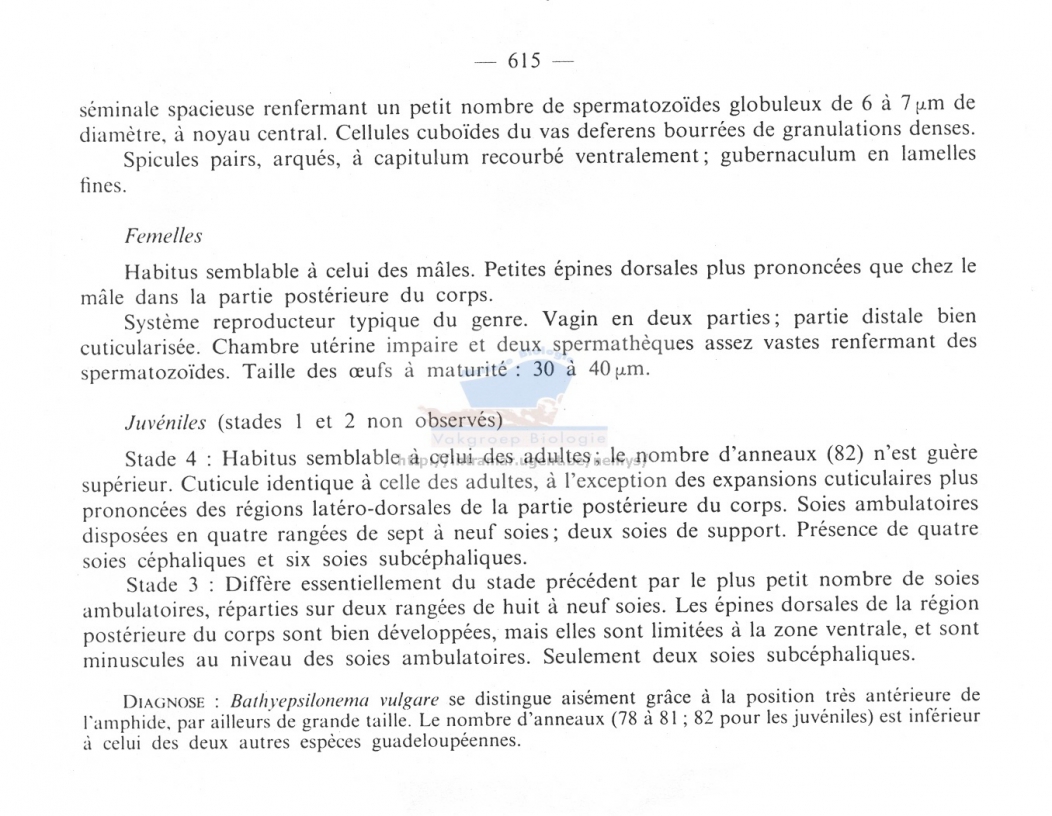 — 615 —
séminale spacieuse renfermant un petit nombre de spermatozoïdes globuleux de 6 à 7 μm de
diamètre, à noyau central. Cellules cuboïdes du vas deferens bourrées de granulations denses.
Spicules pairs, arqués, à capitulum recourbé ventralement ; gubernaculum en lamelles
fines.
Femelles
Habitus semblable à celui des mâles. Petites épines dorsales plus prononcées que chez le
mâle dans la partie postérieure du corps.
Système reproducteur typique du genre. Vagin en deux parties ; partie distale bien
cuticularisée. Chambre utérine impaire et deux spermathèques assez vastes renfermant des
spermatozoïdes. Taille des œufs à maturité : 30 à 40 μm.
Juvéniles (stades 1 et 2 non observés)
Vakgroep Biologie
Stade 4 : Habitus semblable à celui des adultes ; le nombre d'anneaux (82) n'est guère
supérieur. Cuticule identique à celle des adultes, à l'exception des expansions cuticulaires plus
prononcées des régions latéro-dorsales de la partie postérieure du corps. Soies ambulatoires
disposées en quatre rangées de sept à neuf soies ; deux soies de support. Présence de quatre
soies céphaliques et six soies subcéphaliques.
Stade 3 : Diffère essentiellement du stade précédent par le plus petit nombre de soies
ambulatoires, réparties sur deux rangées de huit à neuf soies. Les épines dorsales de la région
postérieure du corps sont bien développées, mais elles sont limitées à la zone ventrale, et sont
minuscules au niveau des soies ambulatoires. Seulement deux soies subcéphaliques.
DIAGNOSE : Bathyepsilonema vulgare se distingue aisément grâce à la position très antérieure de
l'amphide, par ailleurs de grande taille. Le nombre d'anneaux (78 à 81 ; 82 pour les juvéniles) est inférieur
à celui des deux autres espèces guadeloupéennes.